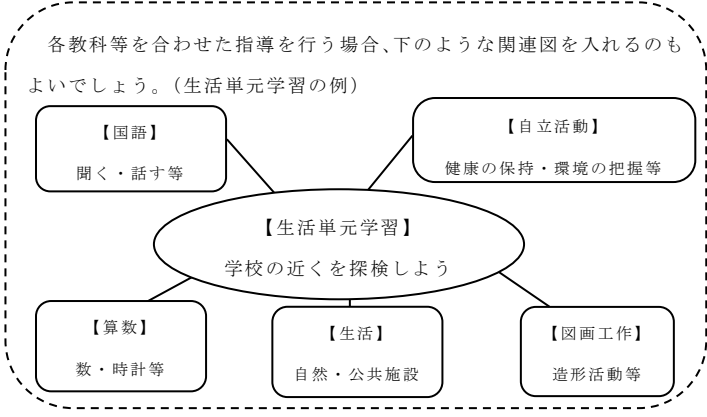 各教科等を合わせた指導を行う場合、下のような関連図を入れるのも
よいでしょう。（生活単元学習の例）
【国語】
聞く・話す等
【自立活動】
健康の保持・環境の把握等
【生活単元学習】
学校の近くを探検しよう
【算数】
数・時計等
【生活】
自然・公共施設
【図画工作】
造形活動等